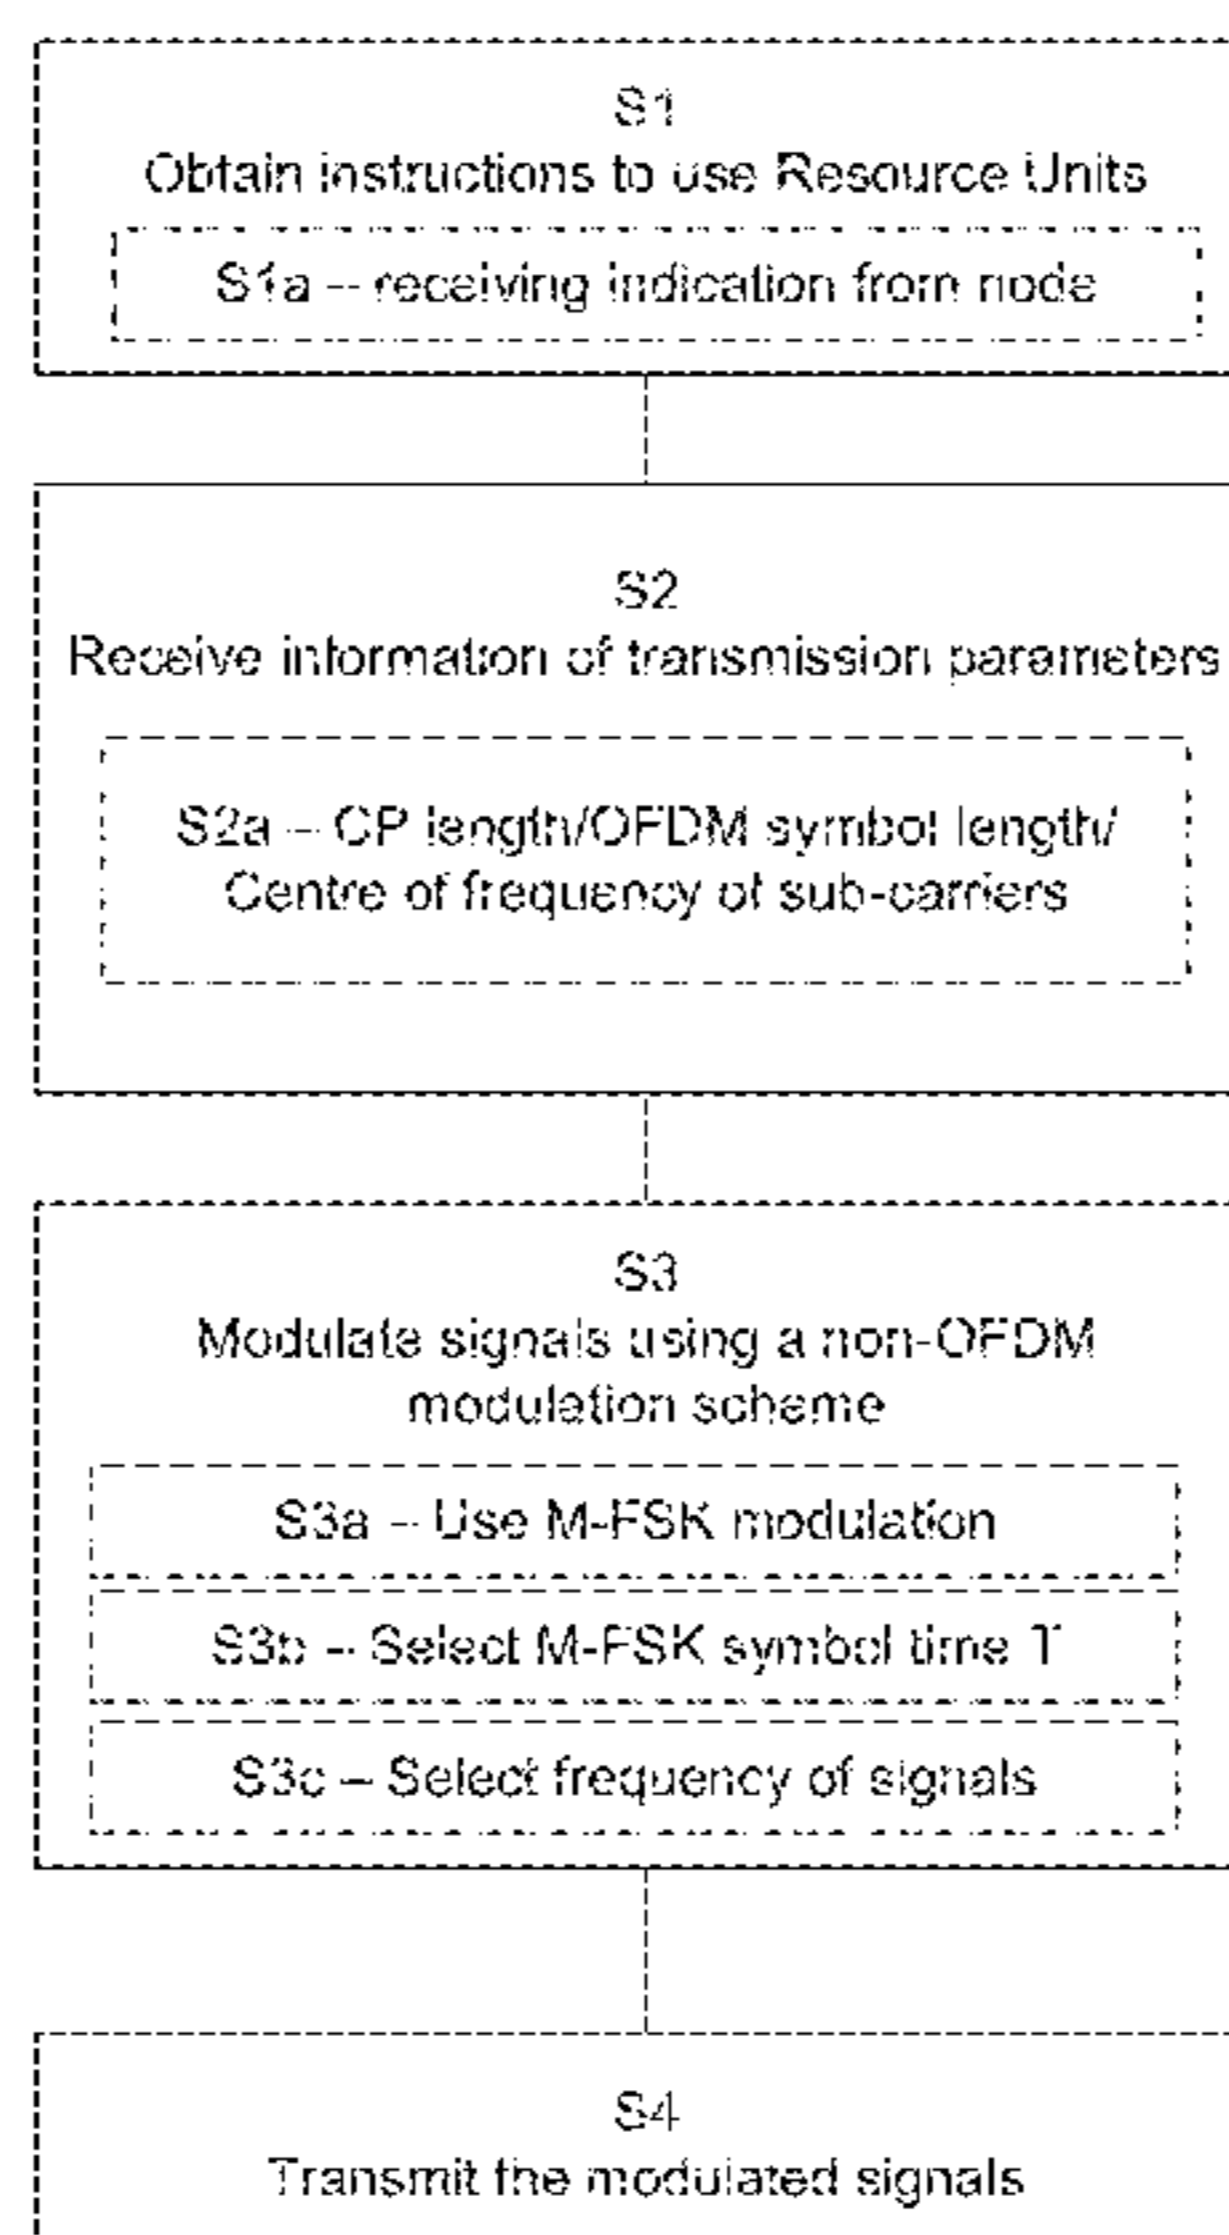 S1
Obtain instructions to use Resource Units
S1a – receiving indication from node
S2
Receive information of transmission parameters
S2a – CP length/OFDM symbol length/
Centre of frequency of sub-carriers
S3
Modulate signals using a non-OFDM
modulation scheme
S3a – Use M-FSK modulation
S3b – Select M-FSK symbol time T
S3c – Select frequency of signals
S4
Transmit the modulated signals